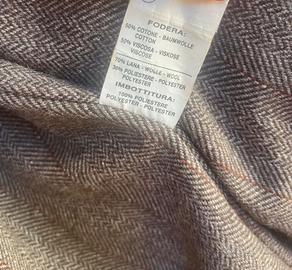 FODERA:
50% COTONE - BAUMWOLLE
COTTON
50% VISCOSA - VISKOSE
VISCOSE
70% LANA - WOLLE - WOOL
30% POLIESTERE - POLYESTER
POLYESTER
IMBOTTITURA:
100% POLIESTERE
POLYESTER - POLYESTER